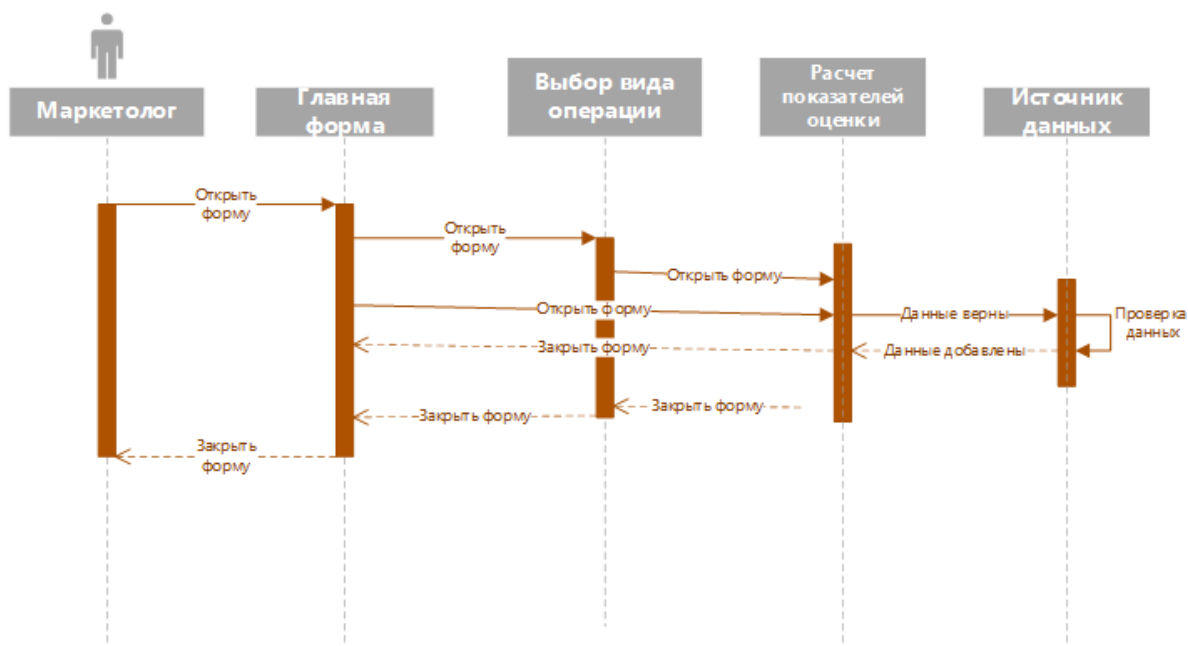 Маркетолог
Главная
форма
Выбор вида
операции
Расчет
показателей
оценки
Источник
данных
Открыть
форму
Открыть
форму
Открыть форму
Открыть форму
Данные верны
Проверка
данных
Закрыть форму
Данные добавлены
Закрыть форму
Закрыть форму
Закрыть
форму